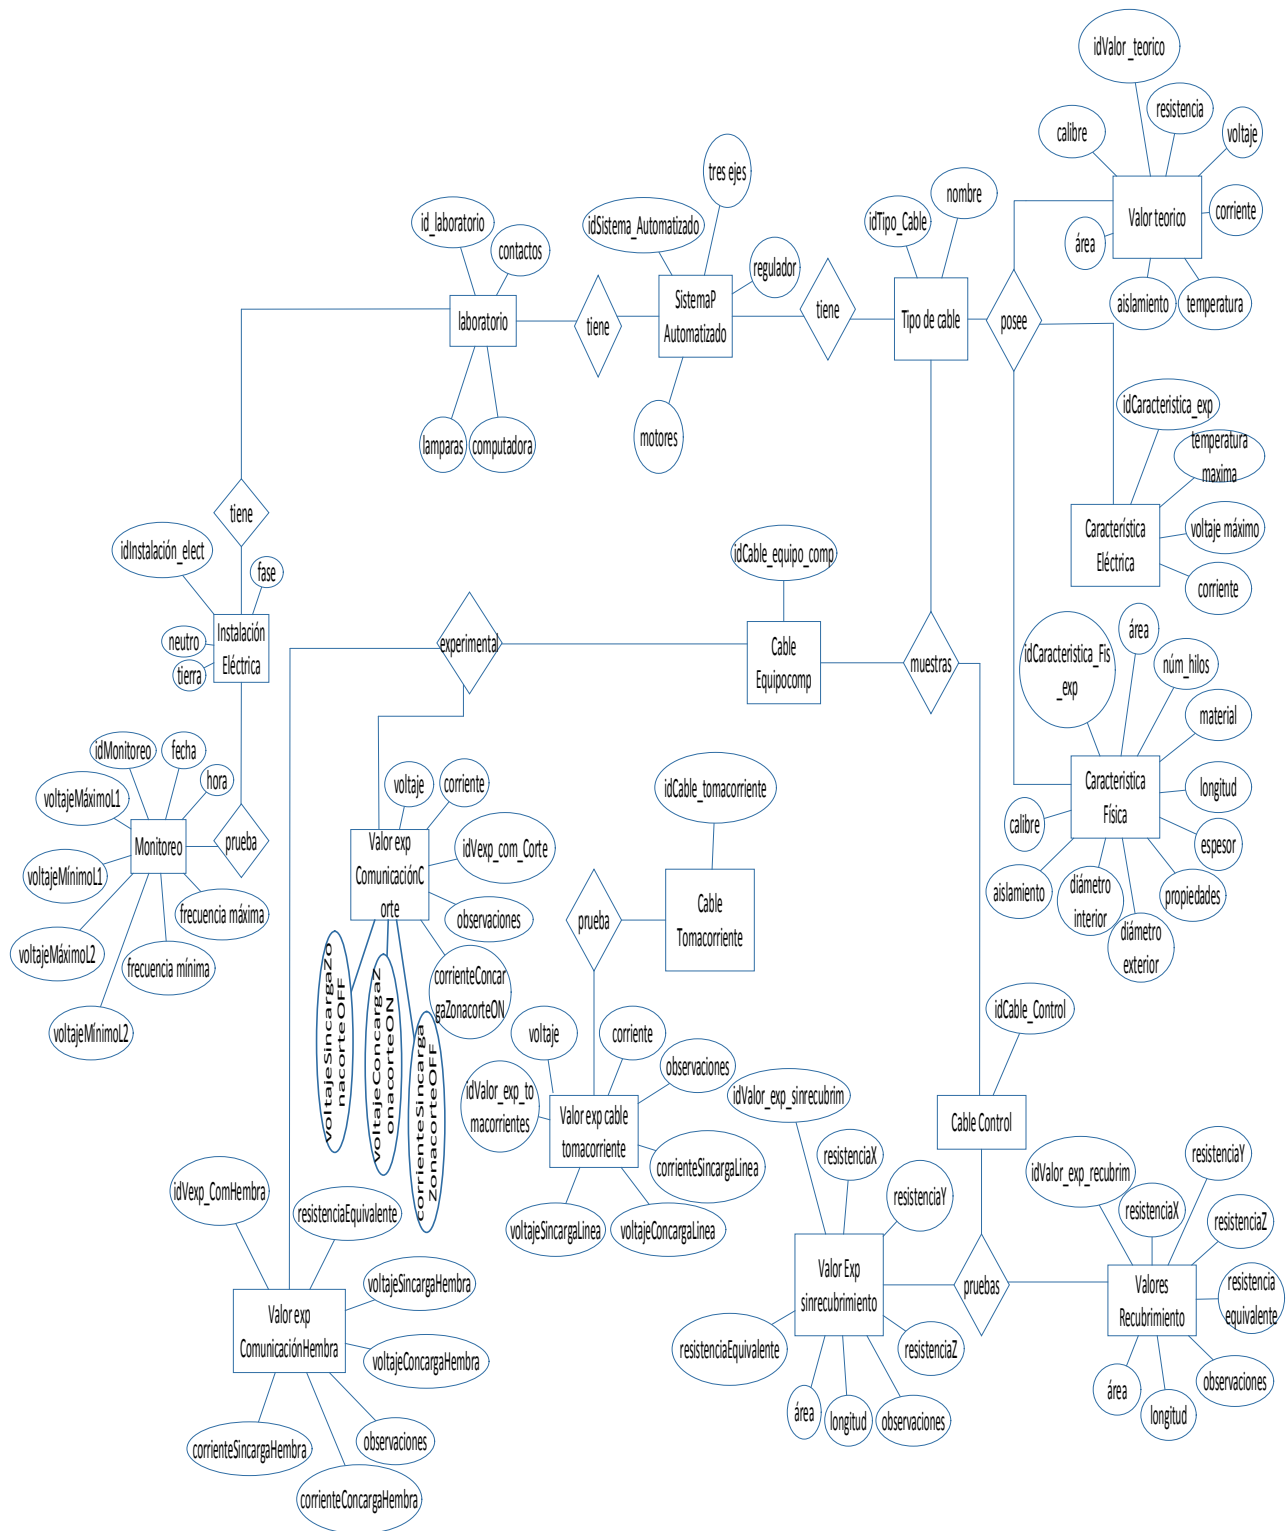 idValor_teorico
resistencia
calibre
voltaje
Valor teorico
corriente
área
aislamiento
temperatura
tres ejes
nombre
id_laboratorio
idSistema_Automatizado
idTipo_Cable
contactos
regulador
laboratorio
tiene
SistemaP
Automatizado
tiene
Tipo de cable
posee
lamparas
computadora
motores
idCaracteristica_exp
temperatura
maxima
Característica
Eléctrica
voltaje máximo
corriente
tiene
idInstalación_elect
fase
Instalación
Eléctrica
neutro
tierra
idCable_equipo_comp
experimental
Cable
Equipocomp
muestras
idCaracteristica_Fis
_exp
área
núm_hilos
material
longitud
Caracteristica
Física
calibre
espesor
aislamiento
diámetro
interior
diámetro
exterior
propiedades
idMonitoreo
fecha
hora
voltajeMáximoL1
Monitoreo
prueba
voltajeMínimoL1
voltajeMáximoL2
voltajeMínimoL2
frecuencia mínima
frecuencia máxima
voltaje
corriente
Valor exp
ComunicaciónC
orte
idVexp_com_Corte
observaciones
corrienteConcar
gaZonacorteON
voltajeSincargaZo
nacorteOFF
voltajeConcargaZ
onacorteON
corrienteSincarga
ZonacorteOFF
idCable_tomacorriente
prueba
Cable
Tomacorriente
voltaje
corriente
observaciones
idValor_exp_to
macorrientes
Valor exp cable
tomacorriente
corrienteSincargaLinea
voltajeSincargaLinea
voltajeConcargaLinea
idCable_Control
Cable Control
idValor_exp_sinrecubrim
resistenciaX
resistenciaY
Valor Exp
sinrecubrimiento
resistenciaEquivalente
resistenciaZ
área
longitud
observaciones
pruebas
idValor_exp_recubrim
resistenciaX
resistenciaY
resistenciaZ
Valores
Recubrimiento
resistencia
equivalente
observaciones
área
longitud
idVexp_ComHembra
resistenciaEquivalente
voltajeSincargaHembra
Valor exp
ComunicaciónHembra
voltajeConcargaHembra
corrienteSincargaHembra
observaciones
corrienteConcargaHembra